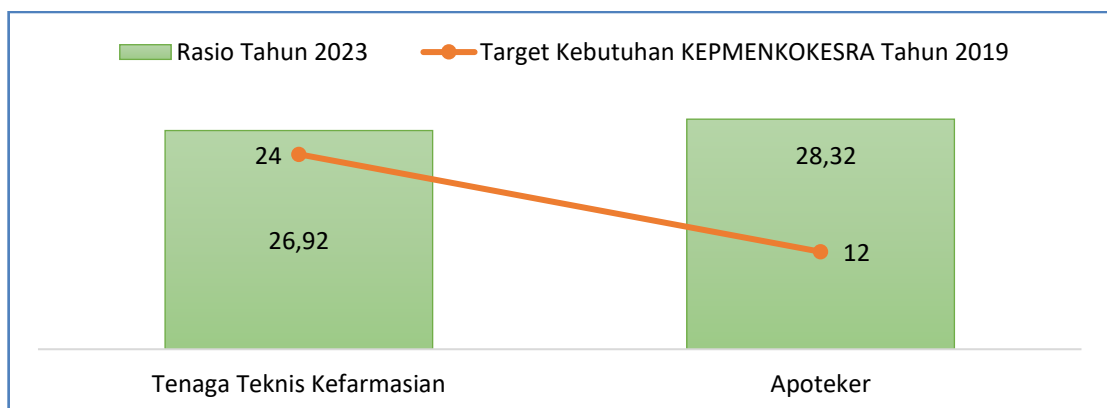 Rasio Tahun 2023 Target Kebutuhan KEPMENKOKESRA Tahun 2019
24 28,32
26,92 12
Tenaga Teknis Kefarmasian Apoteker